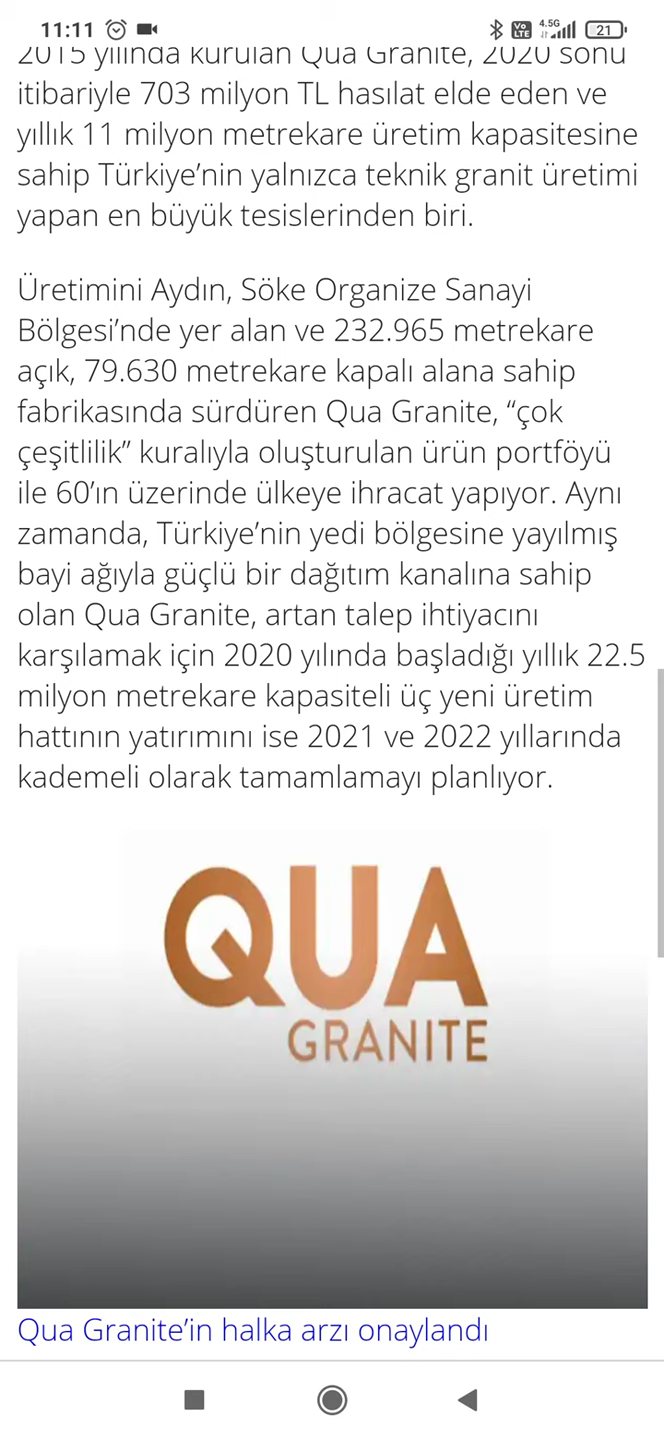 11:11
Vo LTE
4.5G
21
2015 yılında kurulan Qua Granite, 2020 sonu
itibariyle 703 milyon TL hasılat elde eden ve
yıllık 11 milyon metrekare üretim kapasitesine
sahip Türkiye’nin yalnızca teknik granit üretimi
yapan en büyük tesislerinden biri.
Üretimini Aydın, Söke Organize Sanayi
Bölgesi’nde yer alan ve 232.965 metrekare
açık, 79.630 metrekare kapalı alana sahip
fabrikasında sürdüren Qua Granite, “çok
çeşitlilik” kuralıyla oluşturulan ürün portföyü
ile 60’ın üzerinde ülkeye ihracat yapıyor. Aynı
zamanda, Türkiye’nin yedi bölgesine yayılmış
bayi ağıyla güçlü bir dağıtım kanalına sahip
olan Qua Granite, artan talep ihtiyacını
karşılamak için 2020 yılında başladığı yıllık 22.5
milyon metrekare kapasiteli üç yeni üretim
hattının yatırımını ise 2021 ve 2022 yıllarında
kademeli olarak tamamlamayı planlıyor.
QUA
GRANITE
Qua Granite’in halka arzı onaylandı